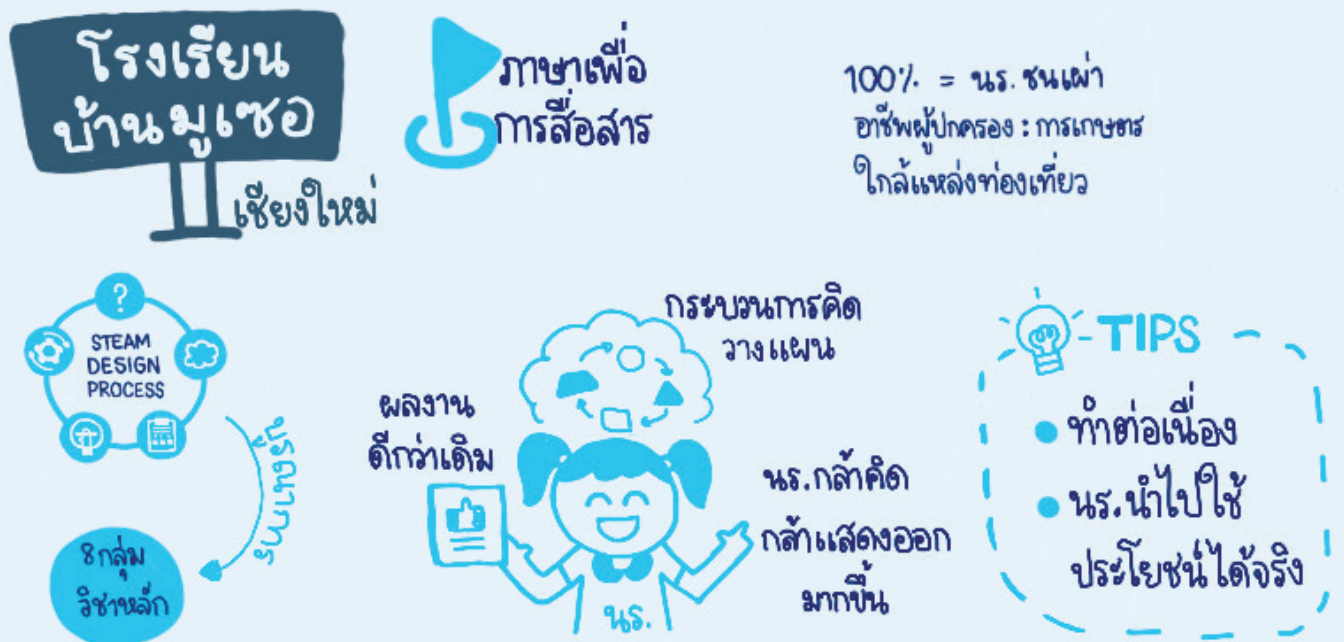 โรงเรียน
บ้านมูเซอ
เชียงใหม่
ภาษาเพื่อ
การสื่อสาร
100% = นร. ชนเผ่า
อาชีพผู้ปกครอง : การเกษตร
ใกล้แหล่งท่องเที่ยว
?
STEAM
DESIGN
PROCESS
บูรณาการ
8 กลุ่ม
วิชาหลัก
กระบวนการคิด
วางแผน
ผลงาน
ดีกว่าเดิม
นร.กล้าคิด
กล้าแสดงออก
มากขึ้น
นร.
TIPS
ทำต่อเนื่อง
นร.นำไปใช้
ประโยชน์ได้จริง